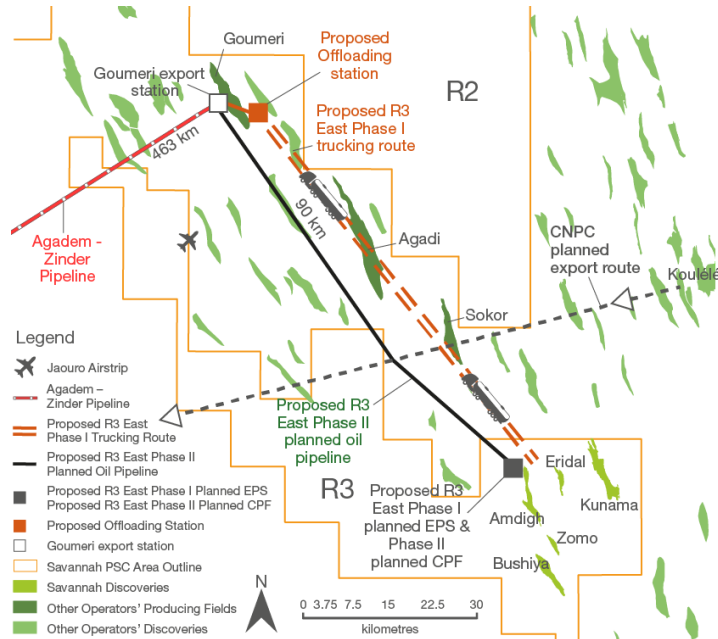 Goumeri
Proposed
Offloading
station
Goumeri export
station
R2
Proposed R3
East Phase I
trucking route
463 km
90 km
Agadem -
Zinder
Pipeline
Agadi
CNPC
planned
export route
Koulélé
Sokor
Legend
Jaouro Airstrip
Agadem –
Zinder Pipeline
Proposed R3 East
Phase I Trucking Route
Proposed R3 East Phase II
Planned Oil Pipeline
Proposed R3 East Phase I Planned EPS
Proposed R3 East Phase II Planned CPF
Proposed Offloading Station
Goumeri export station
Savannah PSC Area Outline
Savannah Discoveries
Other Operators' Producing Fields
Other Operators' Discoveries
Proposed R3
East Phase II
planned oil
pipeline
R3
Proposed R3
East Phase I
planned EPS &
Phase II
planned CPF
Eridal
Kunama
Amdigh
Zomo
Bushiya
N
0 3.75 7.5 15 22.5 30
kilometres